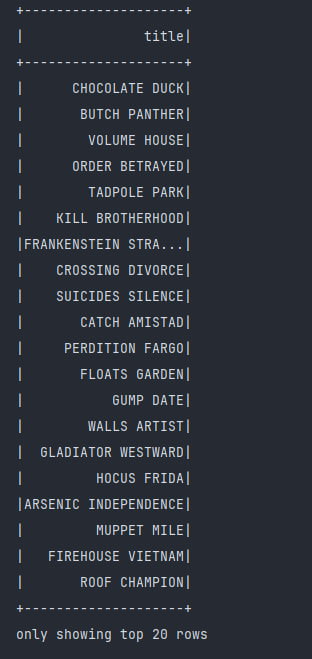 +--------------------+
|               title|
+--------------------+
|      CHOCOLATE DUCK|
|       BUTCH PANTHER|
|        VOLUME HOUSE|
|      ORDER BETRAYED|
|        TADPOLE PARK|
|    KILL BROTHERHOOD|
|FRANKENSTEIN STRA...|
|    CROSSING DIVORCE|
|    SUICIDES SILENCE|
|       CATCH AMISTAD|
|     PERDITION FARGO|
|       FLOATS GARDEN|
|           GUMP DATE|
|        WALLS ARTIST|
|  GLADIATOR WESTWARD|
|         HOCUS FRIDA|
|ARSENIC INDEPENDENCE|
|         MUPPET MILE|
|   FIREHOUSE VIETNAM|
|       ROOF CHAMPION|
+--------------------+
only showing top 20 rows